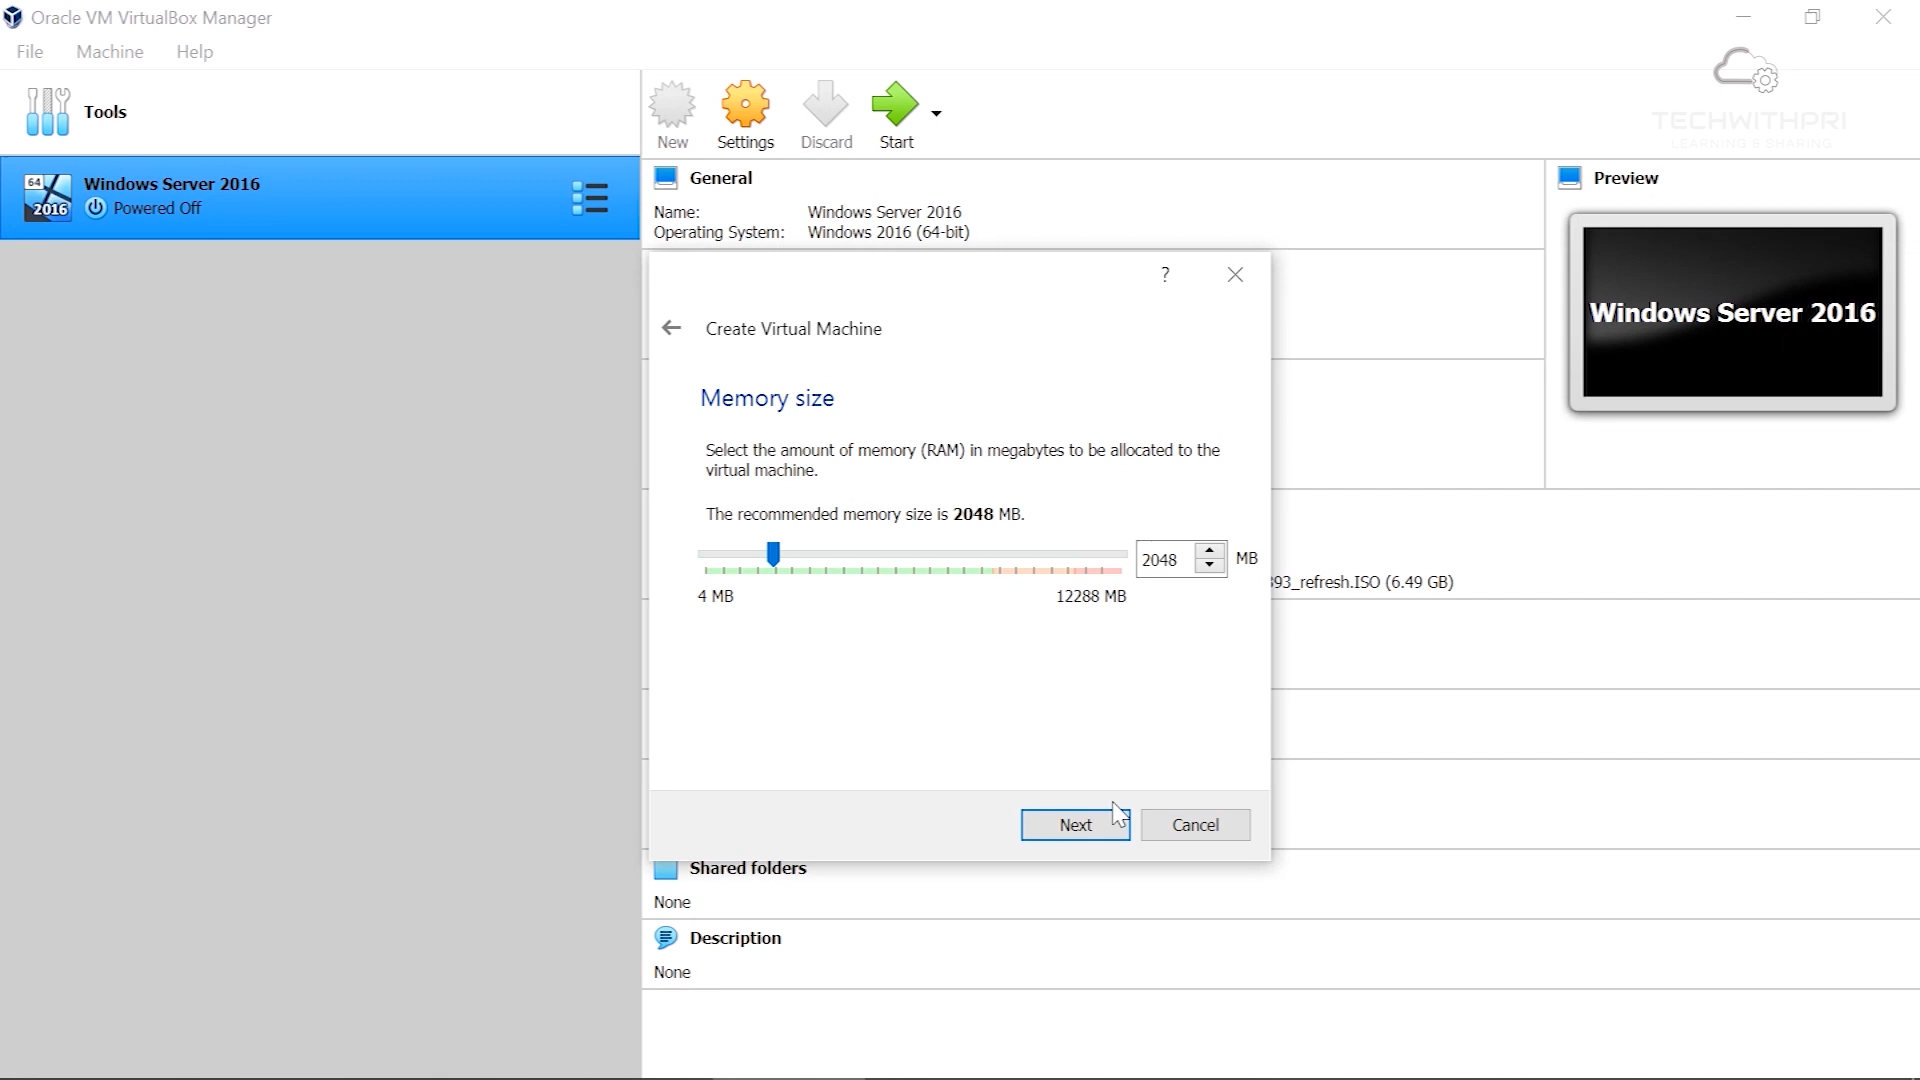 Oracle VM VirtualBox Manager
File Machine Help
TECHWITHPRI
LEARNING & SHARING
Tools
New Settings Discard Start
64
2016
Windows Server 2016
Powered Off
General
Name: Windows Server 2016
Operating System: Windows 2016 (64-bit)
Preview
Windows Server 2016
?
Create Virtual Machine
Memory size
Select the amount of memory (RAM) in megabytes to be allocated to the
virtual machine.
The recommended memory size is 2048 MB.
2048 MB
4 MB 12288 MB
93_refresh.ISO (6.49 GB)
Next Cancel
Shared folders
None
Description
None